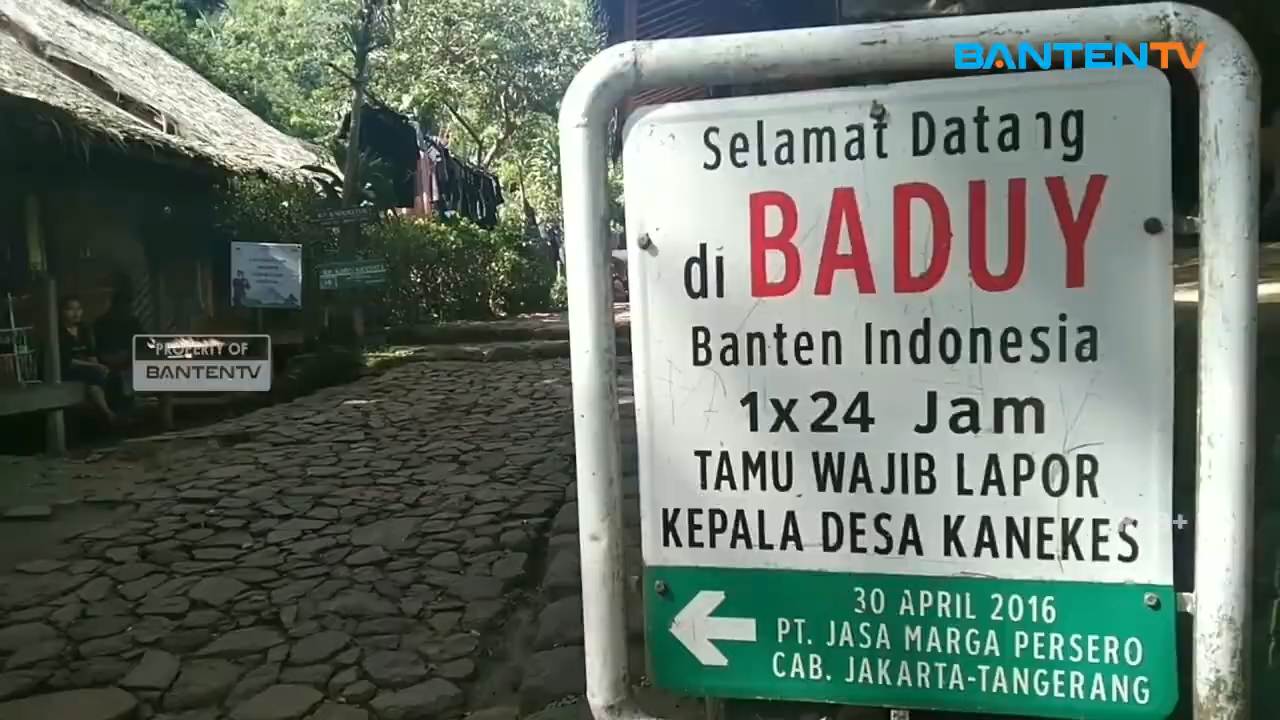 BANTENTV
Selamat Datang
di BADUY
Banten Indonesia
1x24 Jam
TAMU WAJIB LAPOR
KEPALA DESA KANEKES
30 APRIL 2016
PT. JASA MARGA PERSERO
CAB. JAKARTA-TANGERANG
PROPERTY OF
BANTENTV